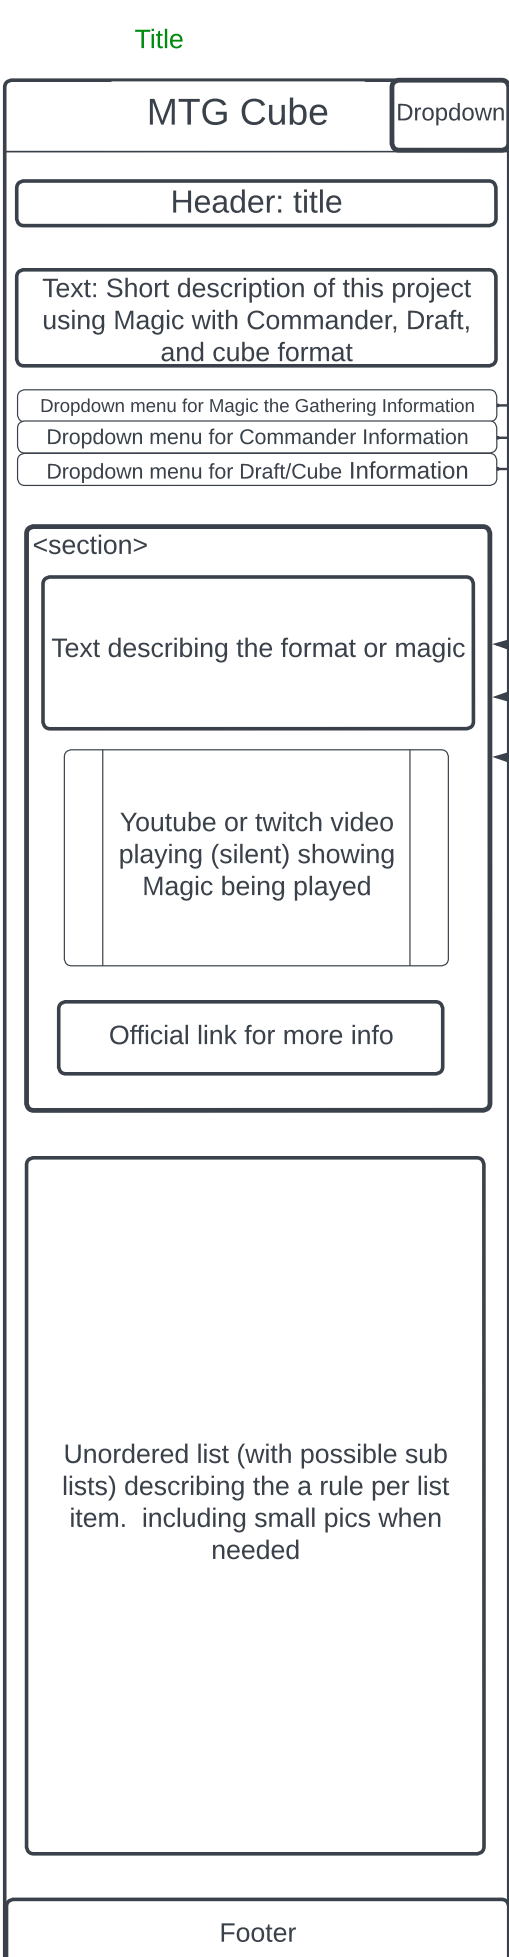 Title
MTG Cube
Dropdown
Header: title
Text: Short description of this project
using Magic with Commander, Draft,
and cube format
Dropdown menu for Magic the Gathering Information
Dropdown menu for Commander Information
Dropdown menu for Draft/Cube Information
<section>
Text describing the format or magic
Youtube or twitch video
playing (silent) showing
Magic being played
Official link for more info
Unordered list (with possible sub
lists) describing the a rule per list
item.  including small pics when
needed
Footer